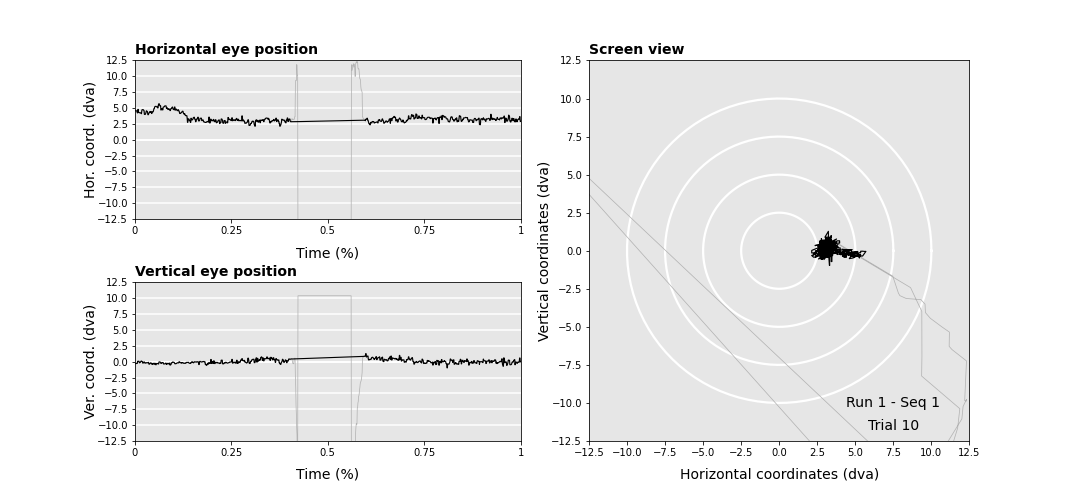 Horizontal eye position
Hor. coord. (dva)
12.5
10.0
7.5
5.0
2.5
0.0
−2.5
−5.0
−7.5
−10.0
−12.5
0 0.25 0.5 0.75 1
Time (%)
Vertical eye position
Ver. coord. (dva)
12.5
10.0
7.5
5.0
2.5
0.0
−2.5
−5.0
−7.5
−10.0
−12.5
0 0.25 0.5 0.75 1
Time (%)
Screen view
Vertical coordinates (dva)
12.5
10.0
7.5
5.0
2.5
0.0
−2.5
−5.0
−7.5
−10.0
−12.5
Run 1 - Seq 1
Trial 10
−12.5 −10.0 −7.5 −5.0 −2.5 0.0 2.5 5.0 7.5 10.0 12.5
Horizontal coordinates (dva)